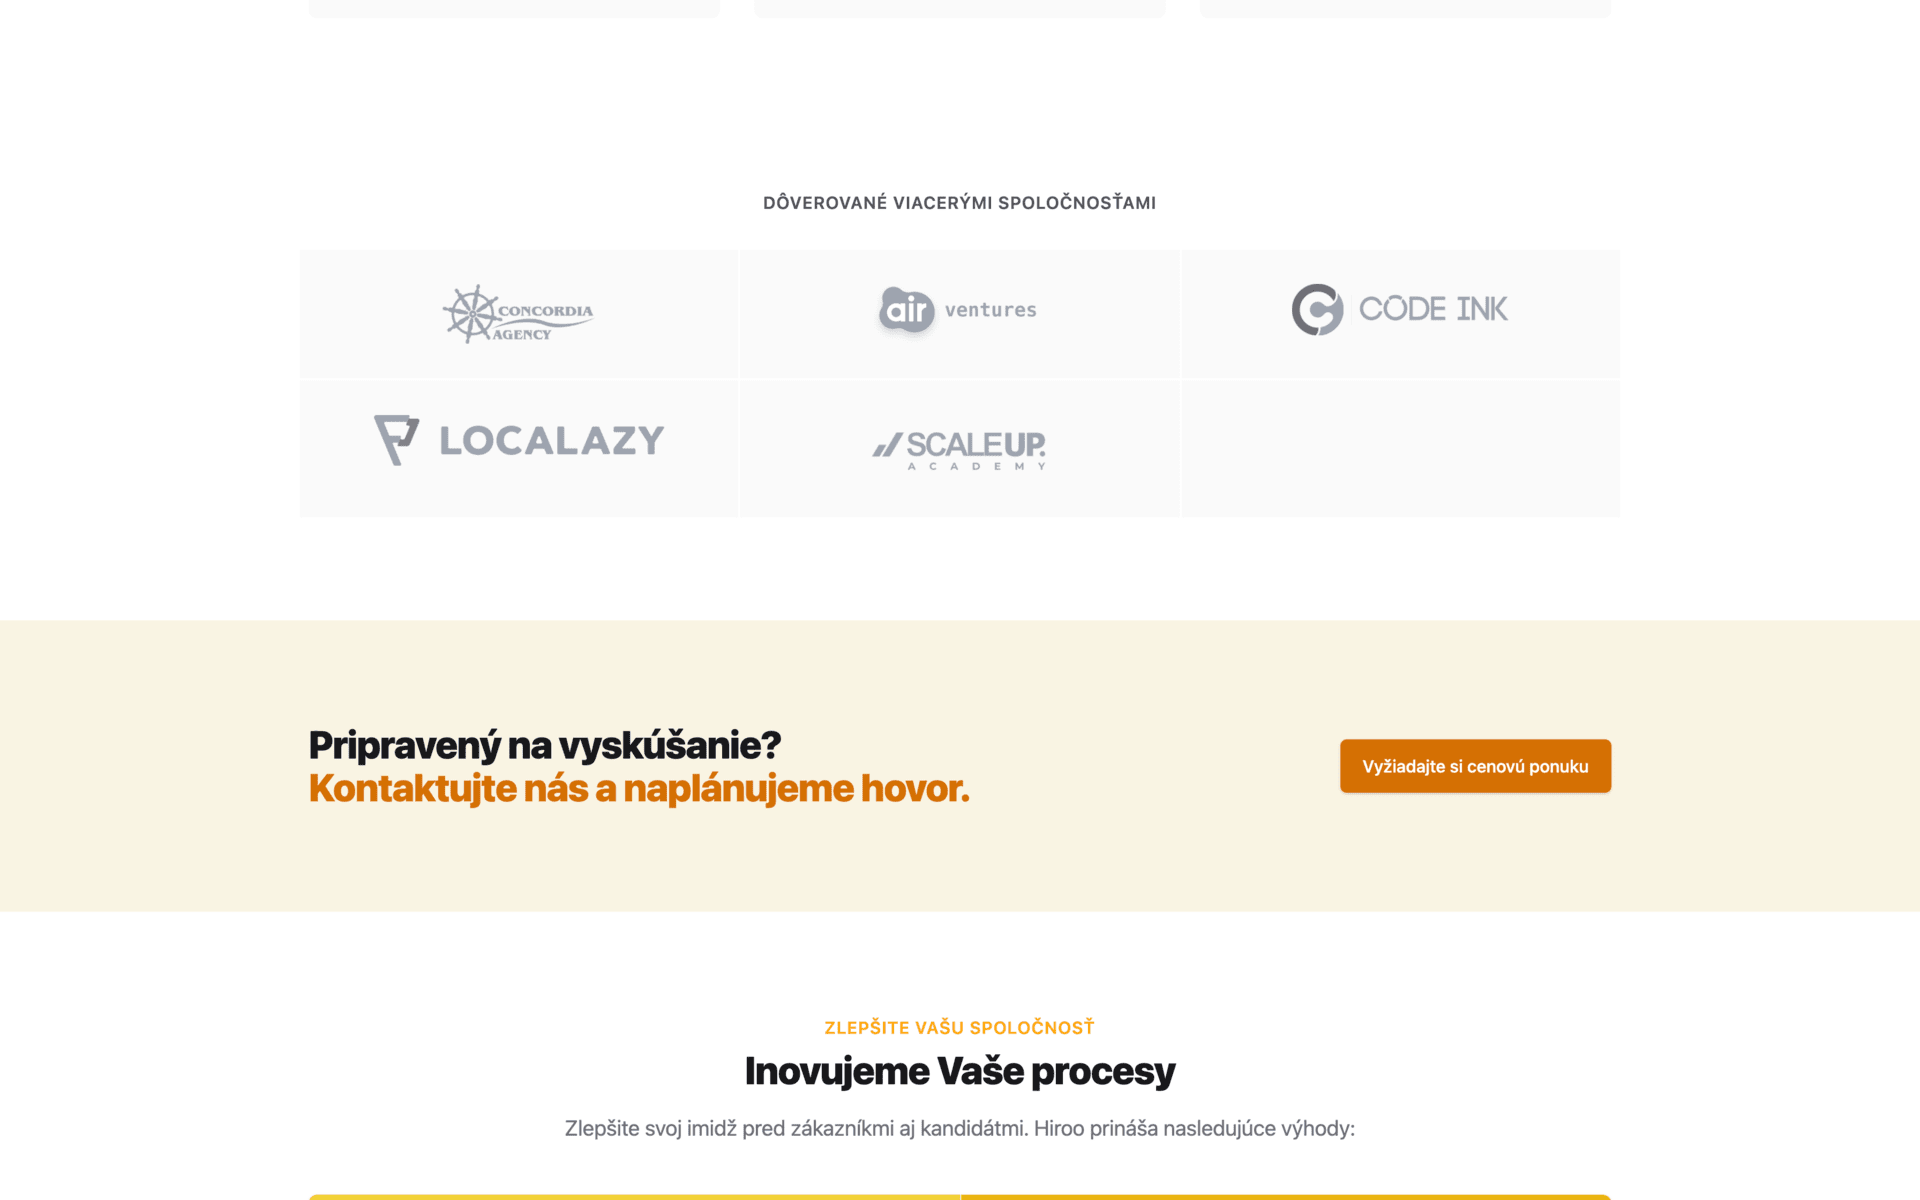 DÔVEROVANÉ VIACERÝMI SPOLOČNOSŤAMI
CONCORDIA
AGENCY
air ventures
CODE INK
LOCALAZY
SCALEUP.
ACADEMY
Pripravený na vyskúšanie?
Kontaktujte nás a naplánujeme hovor.
Vyžiadajte si cenovú ponuku
ZLEPŠITE VAŠU SPOLOČNOSŤ
Inovujeme Vaše procesy
Zlepšite svoj imidž pred zákazníkmi aj kandidátmi. Hiroo prináša nasledujúce výhody: